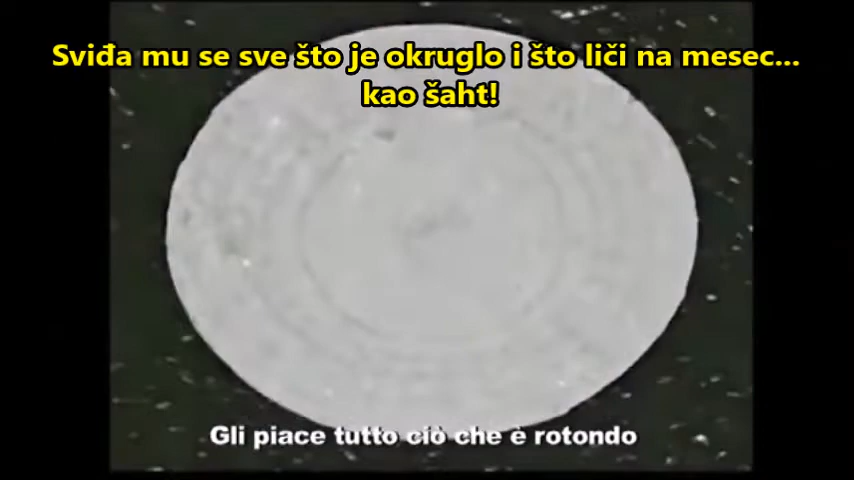 Sviđa mu se sve što je okruglo i što liči na mesec...
kao šaht!
Gli piace tutto ciò che è rotondo